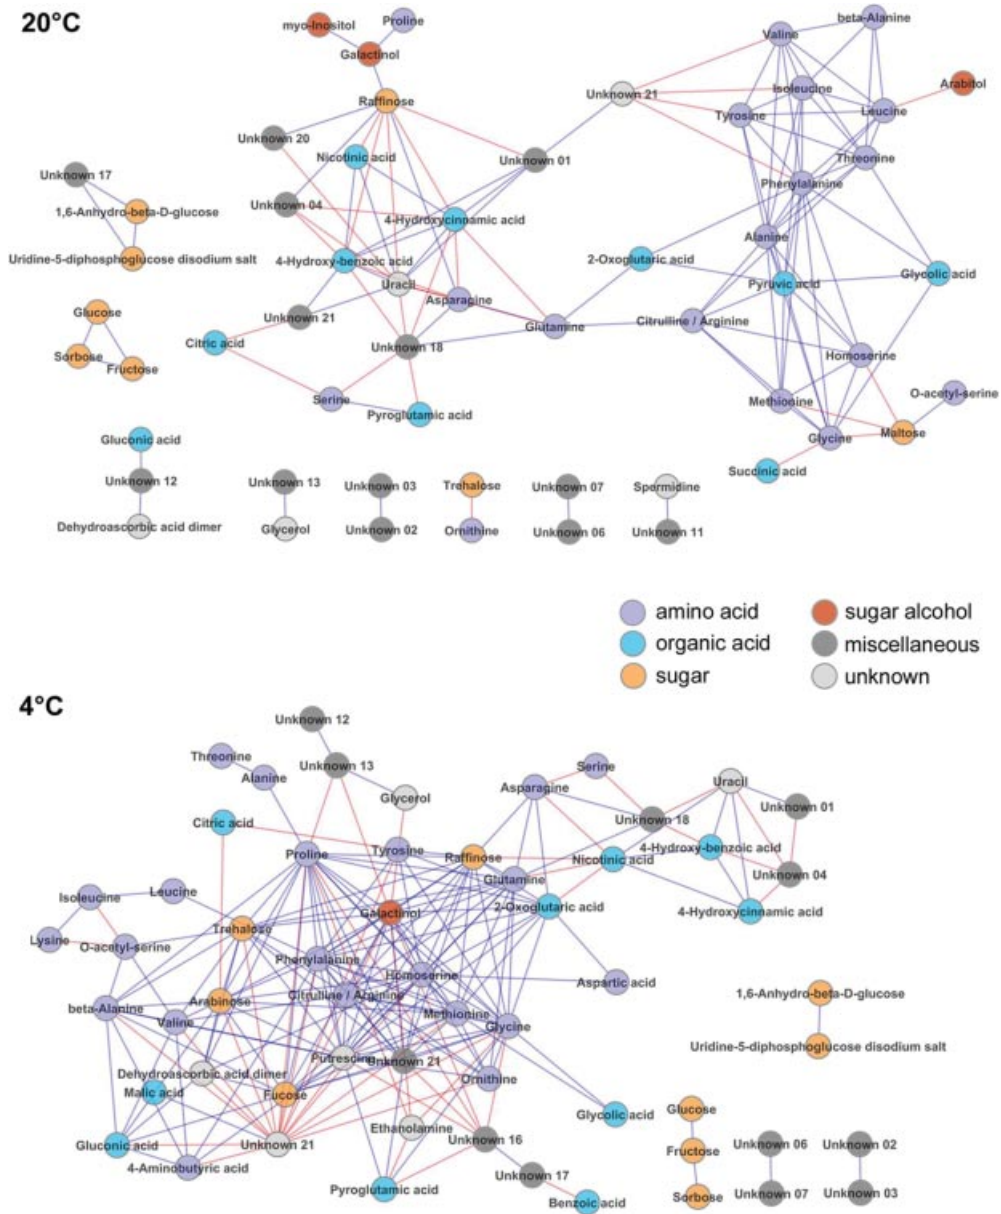 20°C
myo-Inositol
Proline
Galactinol
beta-Alanine
Valine
Raffinose
Unknown 21
Isoleucine
Arabitol
Leucine
Tyrosine
Unknown 20
Nicotinic acid
Unknown 01
Threonine
Unknown 17
Phenylalanine
Unknown 04
1,6-Anhydro-beta-D-glucose
4-Hydroxycinnamic acid
Alanine
Uridine-5-diphosphoglucose disodium salt
4-Hydroxy-benzoic acid
2-Oxoglutaric acid
Glycolic acid
Uracil
Pyruvic acid
Asparagine
Glucose
Unknown 21
Glutamine
Citrulline / Arginine
Citric acid
Unknown 18
Sorbose
Fructose
Homoserine
O-acetyl-serine
Serine
Pyroglutamic acid
Methionine
Glycine
Maltose
Gluconic acid
Succinic acid
Unknown 12
Unknown 13
Unknown 03
Trehalose
Unknown 07
Spermidine
Dehydroascorbic acid dimer
Glycerol
Unknown 02
Ornithine
Unknown 06
Unknown 11
amino acid
sugar alcohol
organic acid
miscellaneous
sugar
unknown
4°C
Unknown 12
Threonine
Unknown 13
Alanine
Serine
Asparagine
Uracil
Glycerol
Unknown 01
Citric acid
Unknown 18
Proline
Tyrosine
Raffinose
Nicotinic acid
4-Hydroxy-benzoic acid
Glutamine
Unknown 04
Isoleucine
Leucine
Galactinol
2-Oxoglutaric acid
4-Hydroxycinnamic acid
Lysine
O-acetyl-serine
Trehalose
Phenylalanine
Homoserine
Aspartic acid
beta-Alanine
Arabinose
Citrulline / Arginine
1,6-Anhydro-beta-D-glucose
Valine
Methionine
Glycine
Uridine-5-diphosphoglucose disodium salt
Putrescine
Unknown 21
Dehydroascorbic acid dimer
Malic acid
Fucose
Ornithine
Glycolic acid
Glucose
Ethanolamine
Gluconic acid
Unknown 21
Unknown 16
Fructose
Unknown 06
Unknown 02
4-Aminobutyric acid
Unknown 17
Pyroglutamic acid
Benzoic acid
Sorbose
Unknown 07
Unknown 03